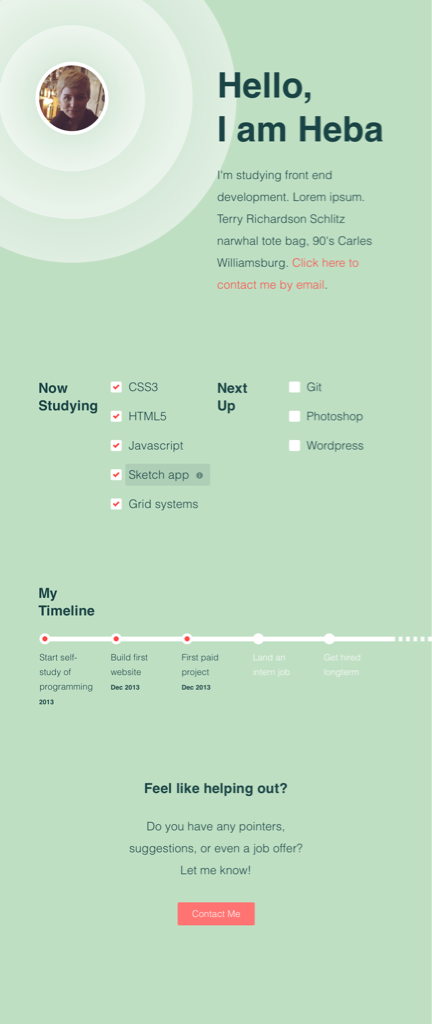 Hello,
I am Heba
I'm studying front end
development. Lorem ipsum.
Terry Richardson Schlitz
narwhal tote bag, 90's Carles
Williamsburg. Click here to
contact me by email.
Now
Studying
CSS3
HTML5
Javascript
Sketch app
Grid systems
Next
Up
Git
Photoshop
Wordpress
My
Timeline
Start self-
study of
programming
2013
Build first
website
Dec 2013
First paid
project
Dec 2013
Land an
intern job
Get hired
longterm
Feel like helping out?
Do you have any pointers,
suggestions, or even a job offer?
Let me know!
Contact Me